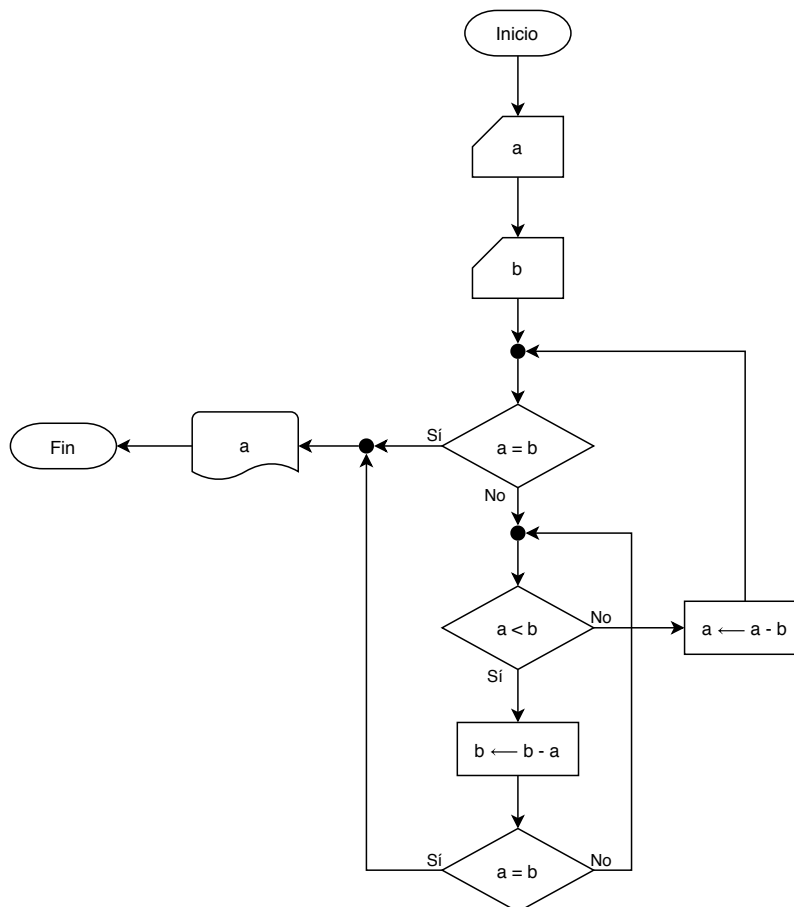 Inicio
a
b
a = b
Sí
No
a
Fin
a < b
No
Sí
a ⟵ a - b
b ⟵ b - a
a = b
Sí
No